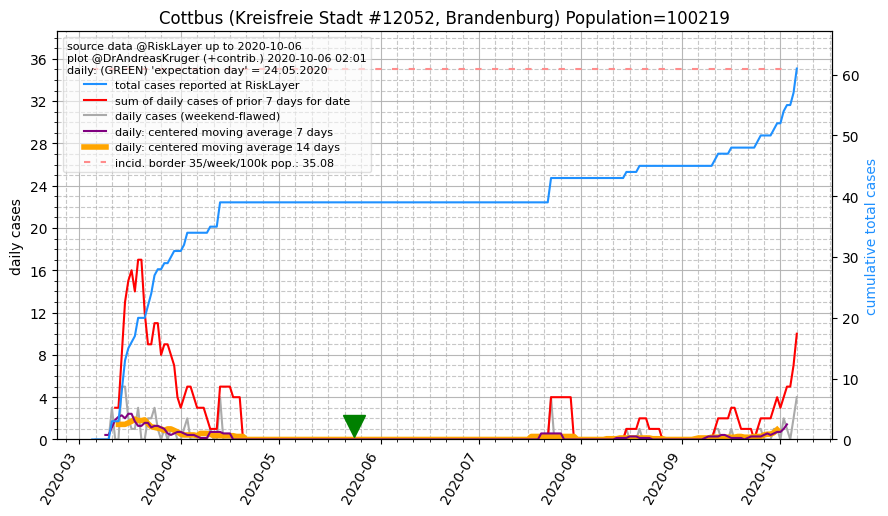 Cottbus (Kreisfreie Stadt #12052, Brandenburg) Population=100219
source data @RiskLayer up to 2020-10-06
plot @DrAndreasKruger (+contrib.) 2020-10-06 02:01
daily: (GREEN) 'expectation day' = 24.05.2020
total cases reported at RiskLayer
sum of daily cases of prior 7 days for date
daily cases (weekend-flawed)
daily: centered moving average 7 days
daily: centered moving average 14 days
incid. border 35/week/100k pop.: 35.08
daily cases
36
32
28
24
20
16
12
8
4
0
cumulative total cases
60
50
40
30
20
10
0
2020-03
2020-04
2020-05
2020-06
2020-07
2020-08
2020-09
2020-10